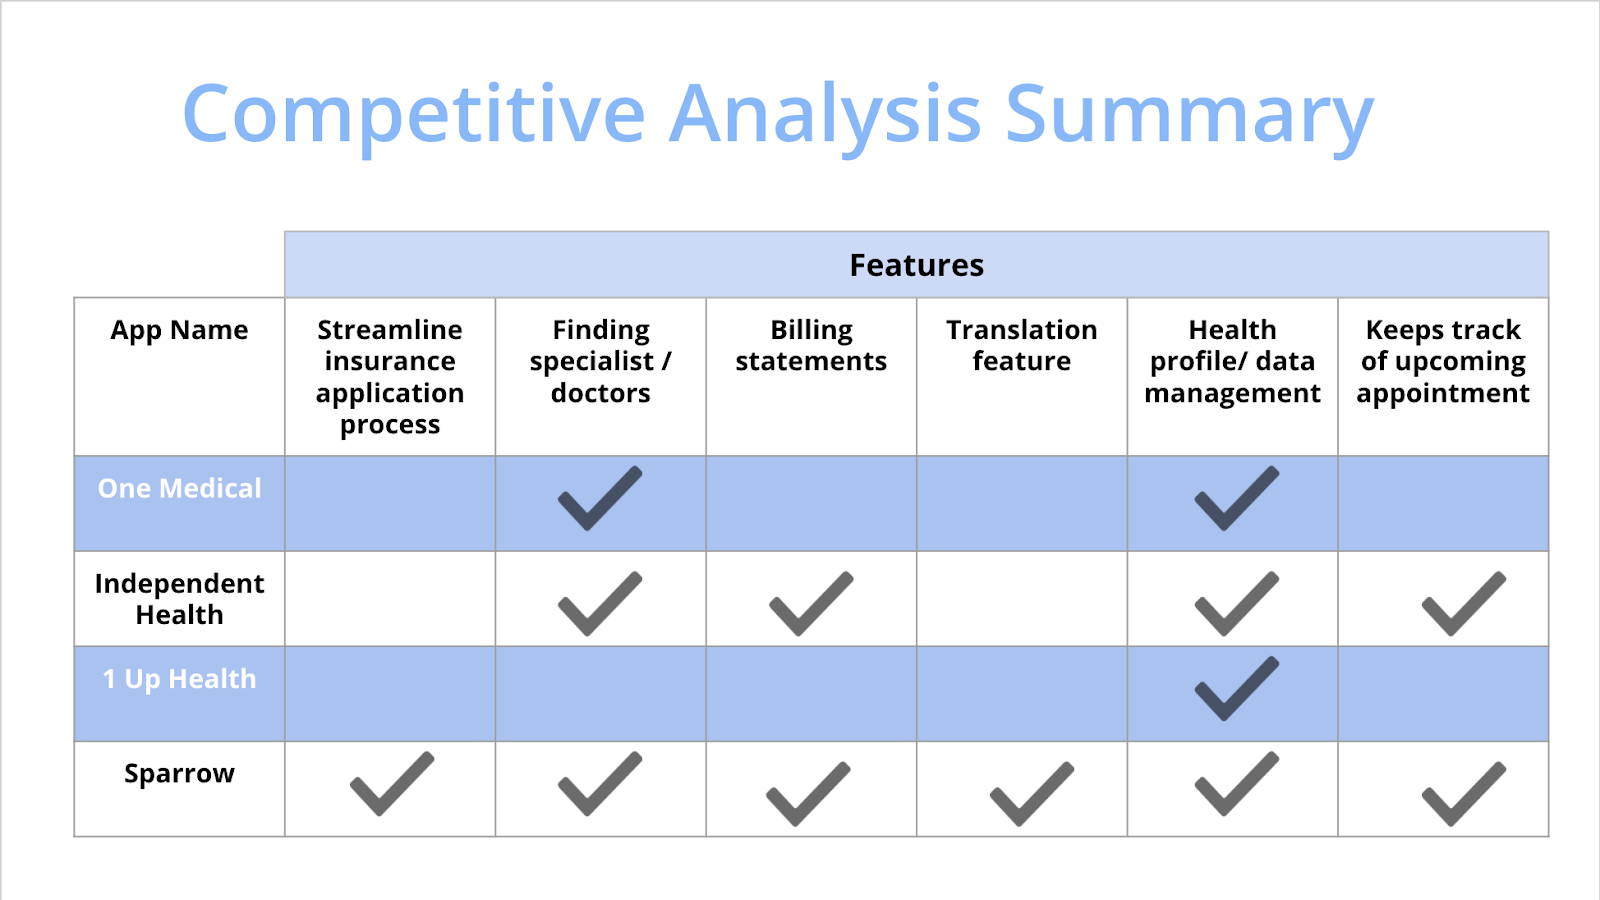 Competitive Analysis Summary
Features
App Name
Streamline
insurance
application
process
Finding
specialist /
doctors
Billing
statements
Translation
feature
Health
profile/ data
management
Keeps track
of upcoming
appointment
One Medical
Independent
Health
1 Up Health
Sparrow